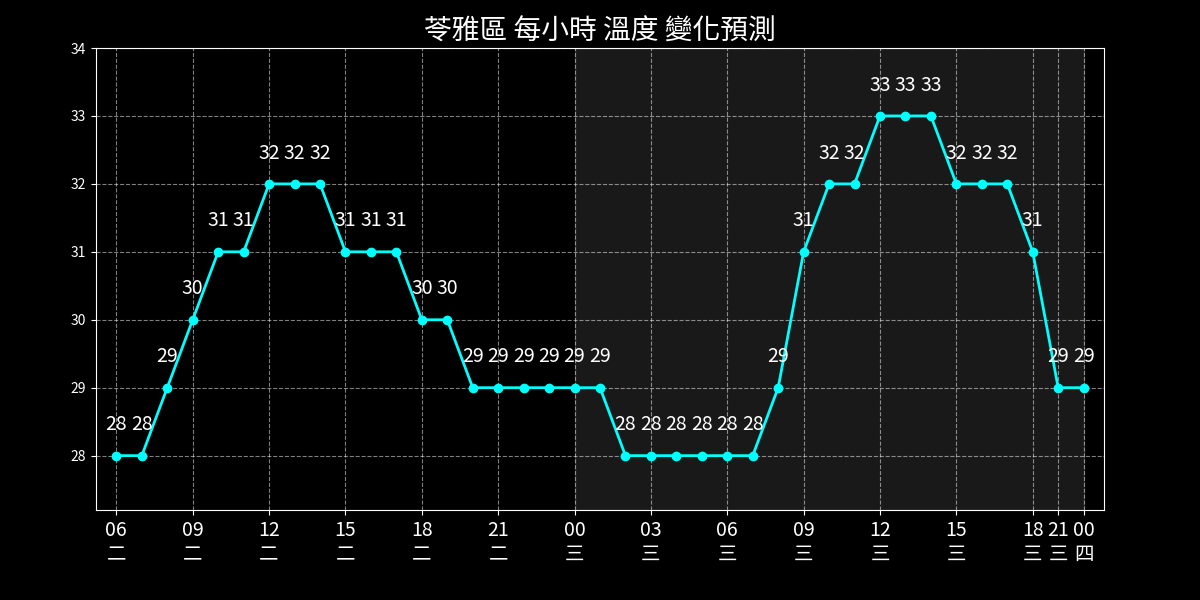 苓雅區 每小時 溫度 變化預測
34
33 33 33
33
32 32 32 32 32 32 32 32
32
31 31 31 31 31 31 31
31
30 30 30
30
29 29 29 29 29 29 29 29 29 29
29
28 28 28 28 28 28 28 28
28
06 09 12 15 18 21 00 03 06 09 12 15 18 21 00
二 二 二 二 二 二 三 三 三 三 三 三 三 三 四